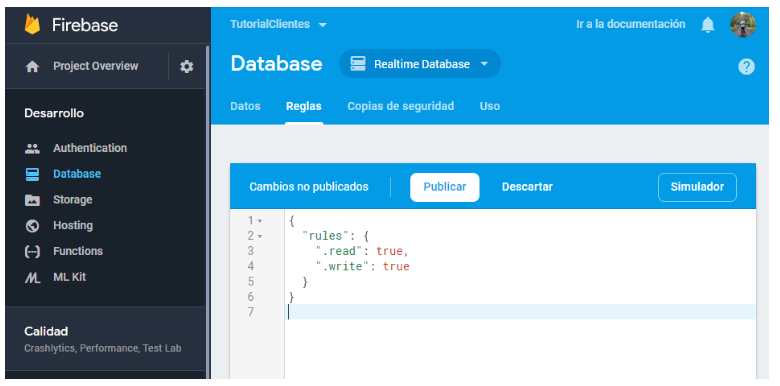 Firebase
Project Overview
Desarrollo
Authentication
Database
Storage
Hosting
Functions
ML Kit
Calidad
Crashlytics, Performance, Test Lab
TutorialClientes
Ir a la documentación
Database
Realtime Database
?
Datos
Reglas
Copias de seguridad
Uso
Cambios no publicados
Publicar
Descartar
Simulador
1 {
2 "rules": {
3 ".read": true,
4 ".write": true
5 }
6 }
7